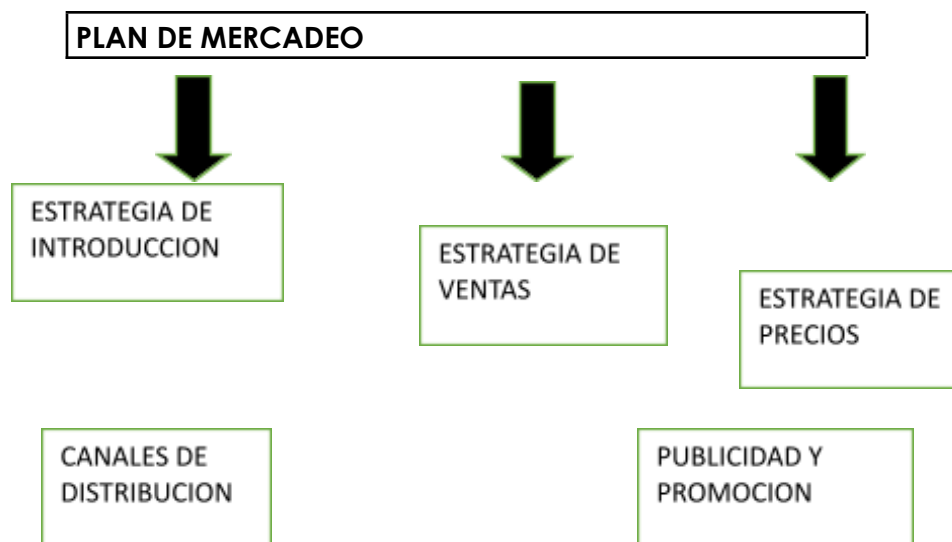 PLAN DE MERCADEO
ESTRATEGIA DE
INTRODUCCION
ESTRATEGIA DE
VENTAS
ESTRATEGIA DE
PRECIOS
CANALES DE
DISTRIBUCION
PUBLICIDAD Y
PROMOCION